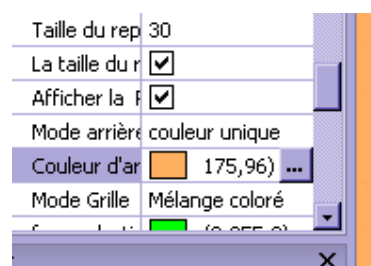 Taille du rep 30
La taille du r
Afficher la
Mode arrière couleur unique
Couleur d'ar 175,96) ...
Mode Grille Mélange coloré